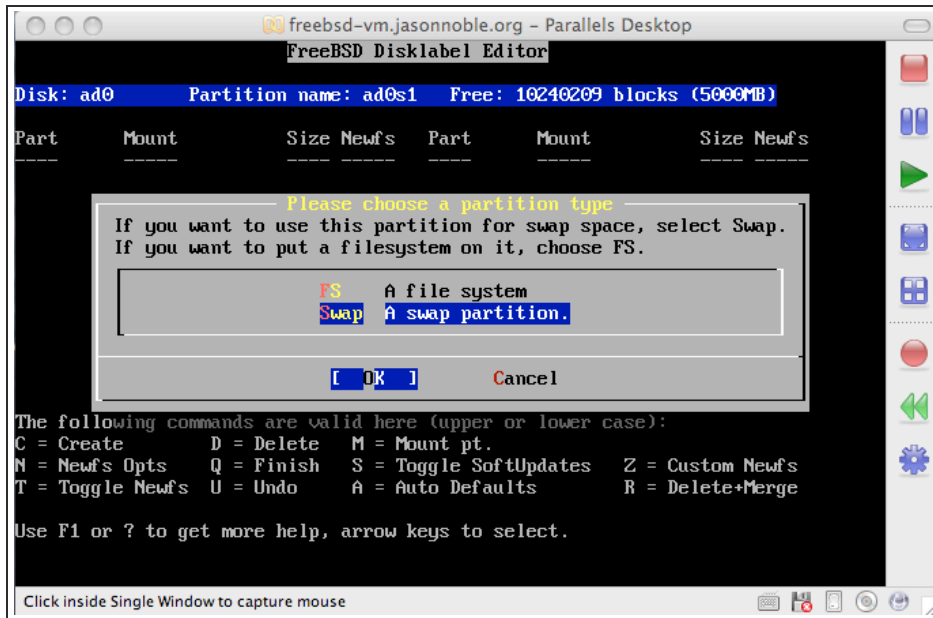 freebsd-vm.jasonnoble.org – Parallels Desktop
FreeBSD Disklabel Editor
Disk: ad0 Partition name: ad0s1 Free: 10240209 blocks (5000MB)
Part Mount Size Newfs Part Mount Size Newfs
---- ----- ---- ----- ---- ----- ---- -----
Please choose a partition type
If you want to use this partition for swap space, select Swap.
If you want to put a filesystem on it, choose FS.
FS A file system
Swap A swap partition.
[ OK ] Cancel
The following commands are valid here (upper or lower case):
C = Create D = Delete M = Mount pt.
N = Newfs Opts Q = Finish S = Toggle SoftUpdates Z = Custom Newfs
T = Toggle Newfs U = Undo A = Auto Defaults R = Delete+Merge
Use F1 or ? to get more help, arrow keys to select.
Click inside Single Window to capture mouse